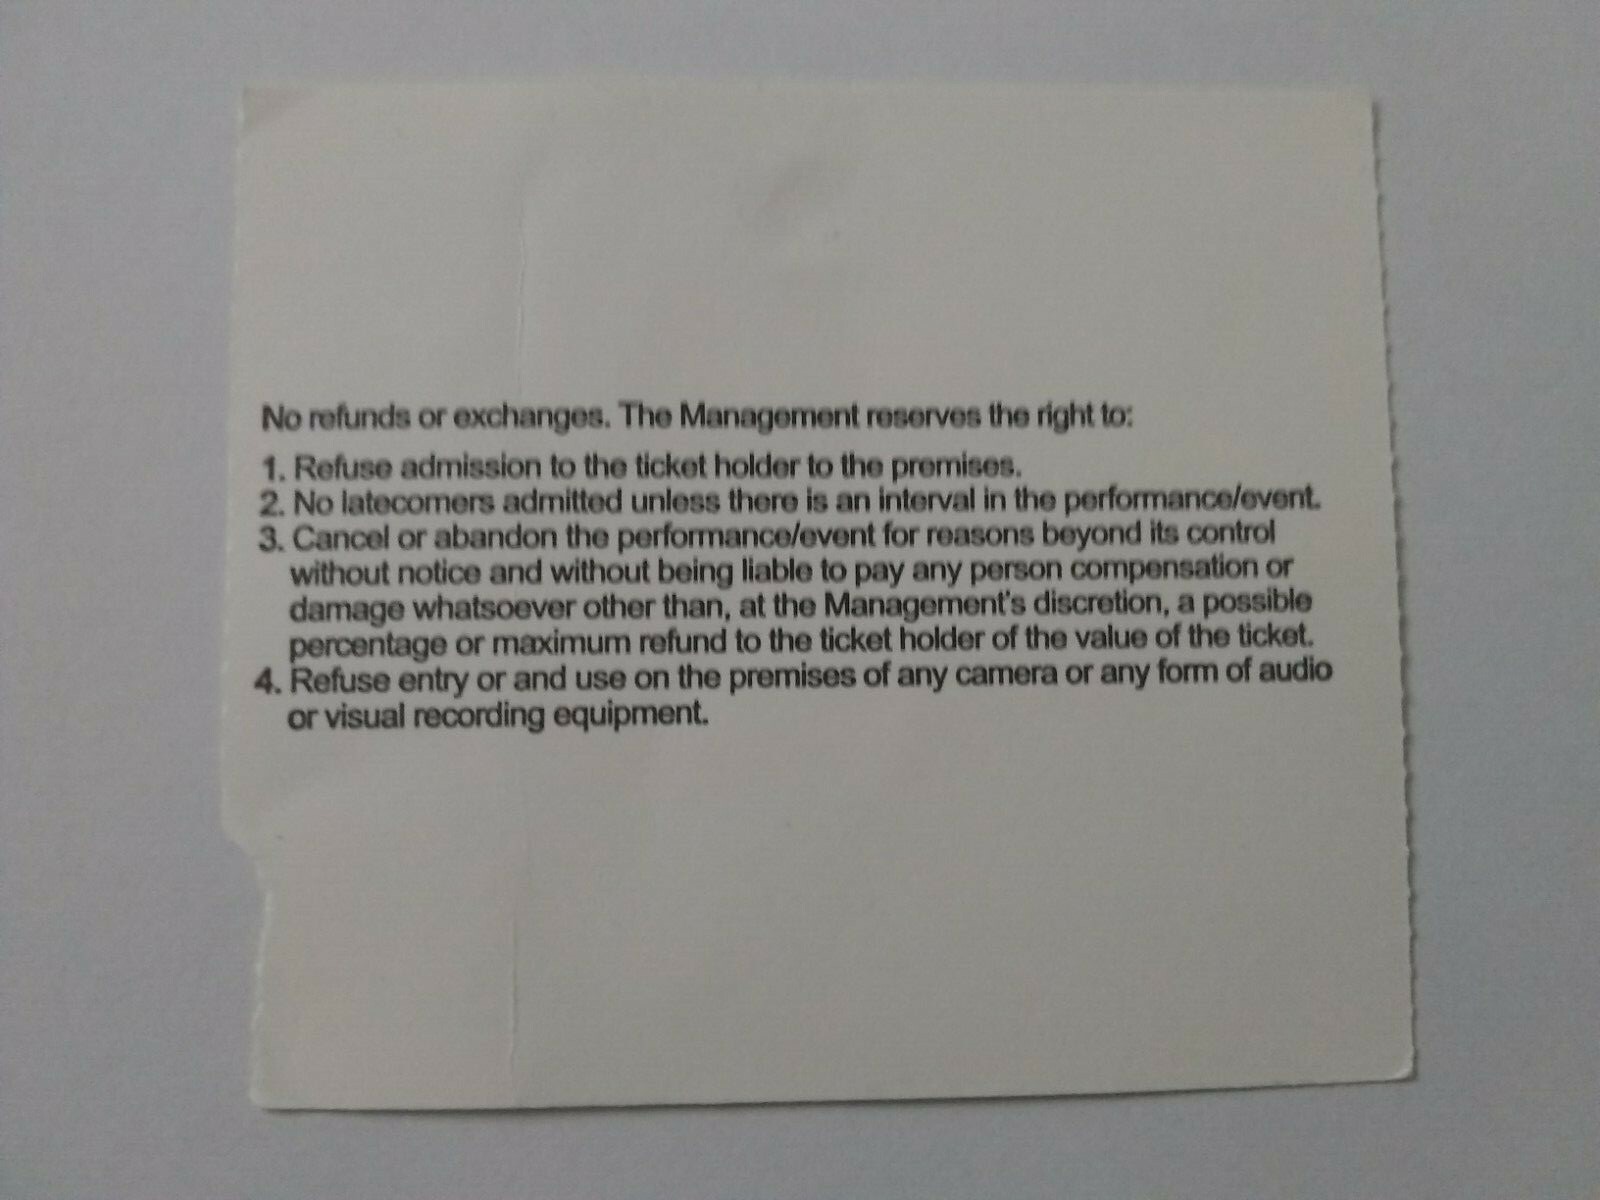 No refunds or exchanges. The Management reserves the right to:
1. Refuse admission to the ticket holder to the premises.
2. No latecomers admitted unless there is an interval in the performance/event.
3. Cancel or abandon the performance/event for reasons beyond its control
without notice and without being liable to pay any person compensation or
damage whatsoever other than, at the Management's discretion, a possible
percentage or maximum refund to the ticket holder of the value of the ticket.
4. Refuse entry or and use on the premises of any camera or any form of audio
or visual recording equipment.